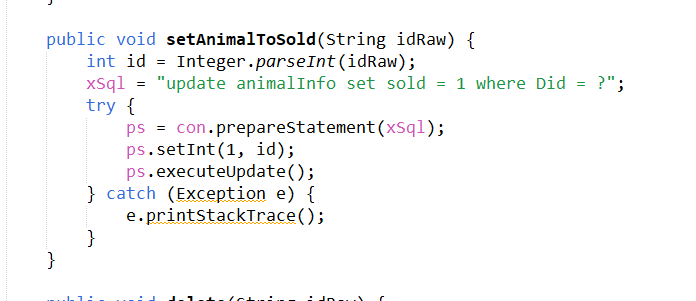 }
public void setAnimalToSold(String idRaw) {
int id = Integer.parseInt(idRaw);
xSql = "update animalInfo set sold = 1 where Did = ?";
try {
ps = con.prepareStatement(xSql);
ps.setInt(1, id);
ps.executeUpdate();
} catch (Exception e) {
e.printStackTrace();
}
}
public void delete(String idRaw) {